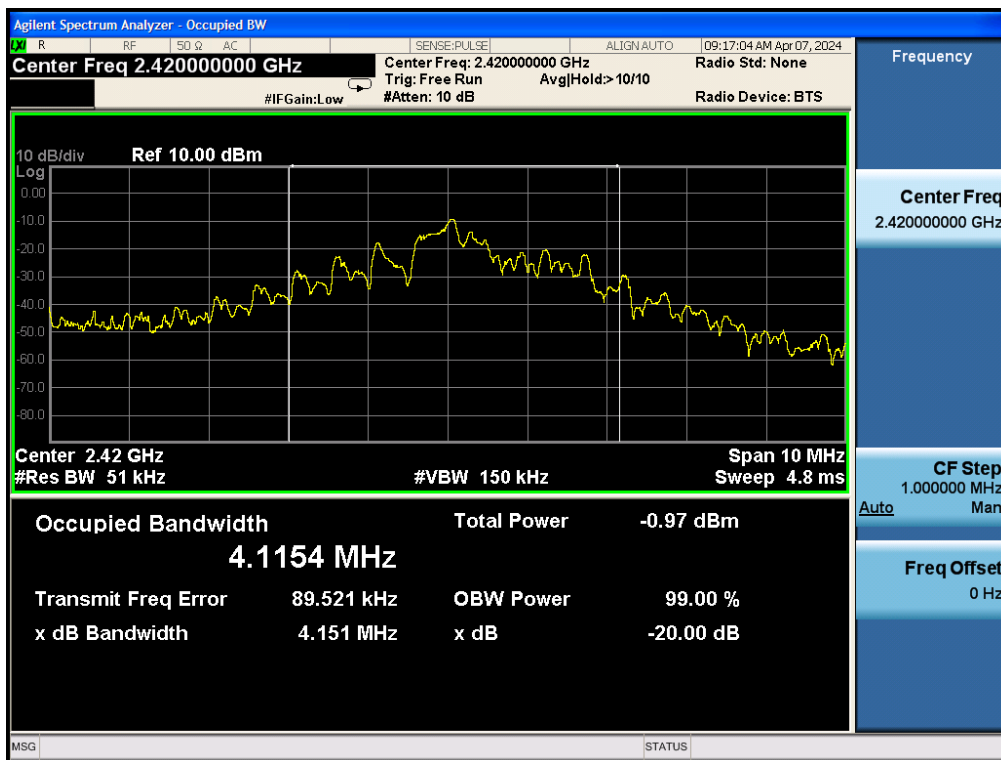 Agilent Spectrum Analyzer - Occupied BW
LXI R RF 50 Ω AC SENSE:PULSE ALIGN AUTO 09:17:04 AM Apr 07, 2024
Center Freq 2.420000000 GHz
Center Freq: 2.420000000 GHz
Radio Std: None
Trig: Free Run Avg|Hold:> 10/10
#IFGain:Low
#Atten: 10 dB
Radio Device: BTS
10 dB/div Ref 10.00 dBm
Log
0.00
-10.0
-20.0
-30.0
-40.0
-50.0
-60.0
-70.0
-80.0
Center 2.42 GHz Span 10 MHz
#Res BW 51 kHz #VBW 150 kHz Sweep 4.8 ms
Occupied Bandwidth Total Power -0.97 dBm
4.1154 MHz
Transmit Freq Error 89.521 kHz OBW Power 99.00 %
x dB Bandwidth 4.151 MHz x dB -20.00 dB
MSG STATUS
Frequency
Center Freq
2.420000000 GHz
CF Step
1.000000 MHz
Auto Man
Freq Offset
0 Hz